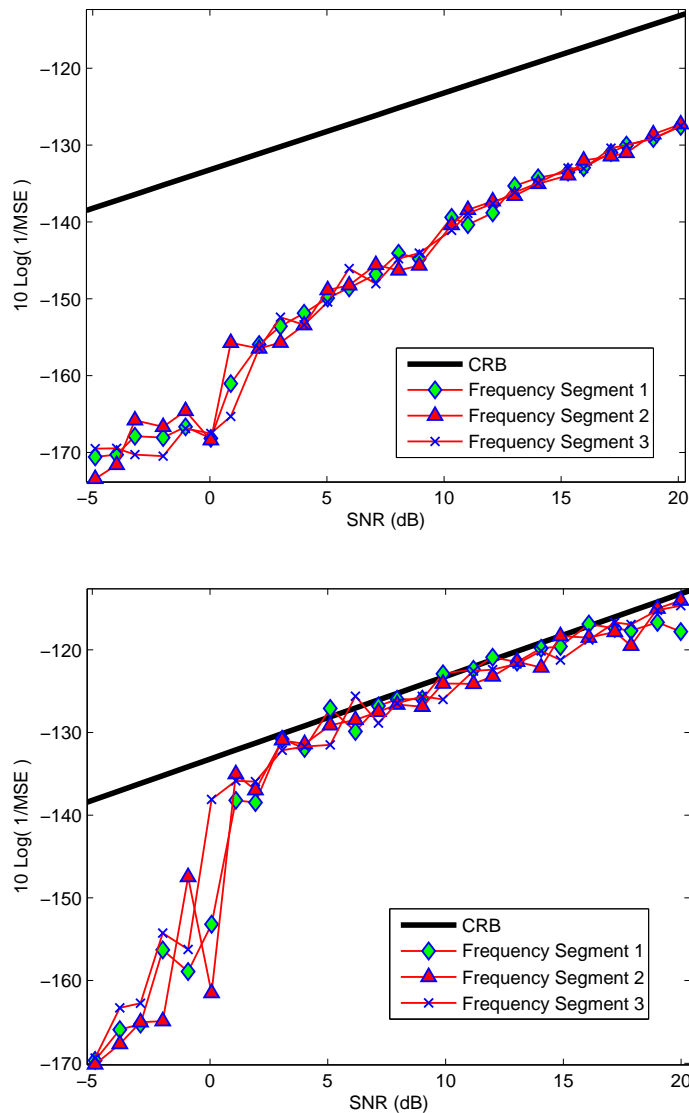 −120
−130
−140
−150
−160
−170
10 Log( 1/MSE )
CRB
Frequency Segment 1
Frequency Segment 2
Frequency Segment 3
−5 0 5 10 15 20
SNR (dB)
−120
−130
−140
−150
−160
−170
10 Log( 1/MSE )
CRB
Frequency Segment 1
Frequency Segment 2
Frequency Segment 3
−5 0 5 10 15 20
SNR (dB)